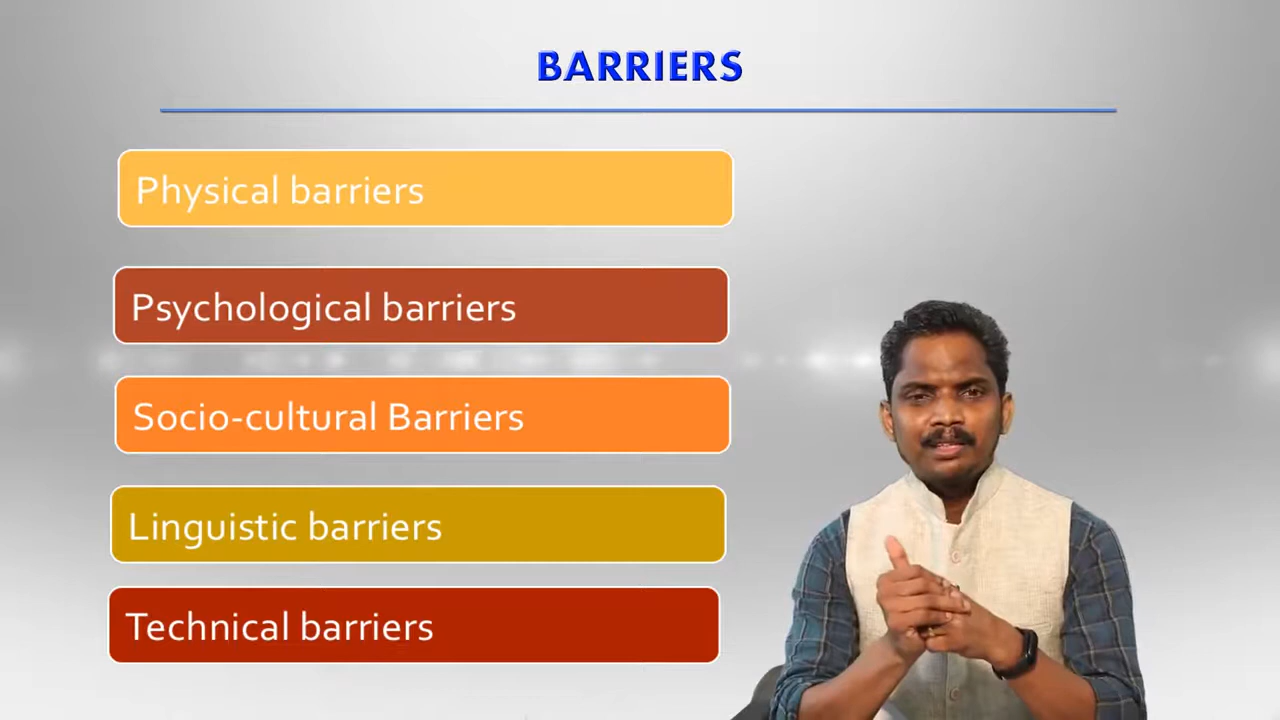 BARRIERS
Physical barriers
Psychological barriers
Socio-cultural Barriers
Linguistic barriers
Technical barriers